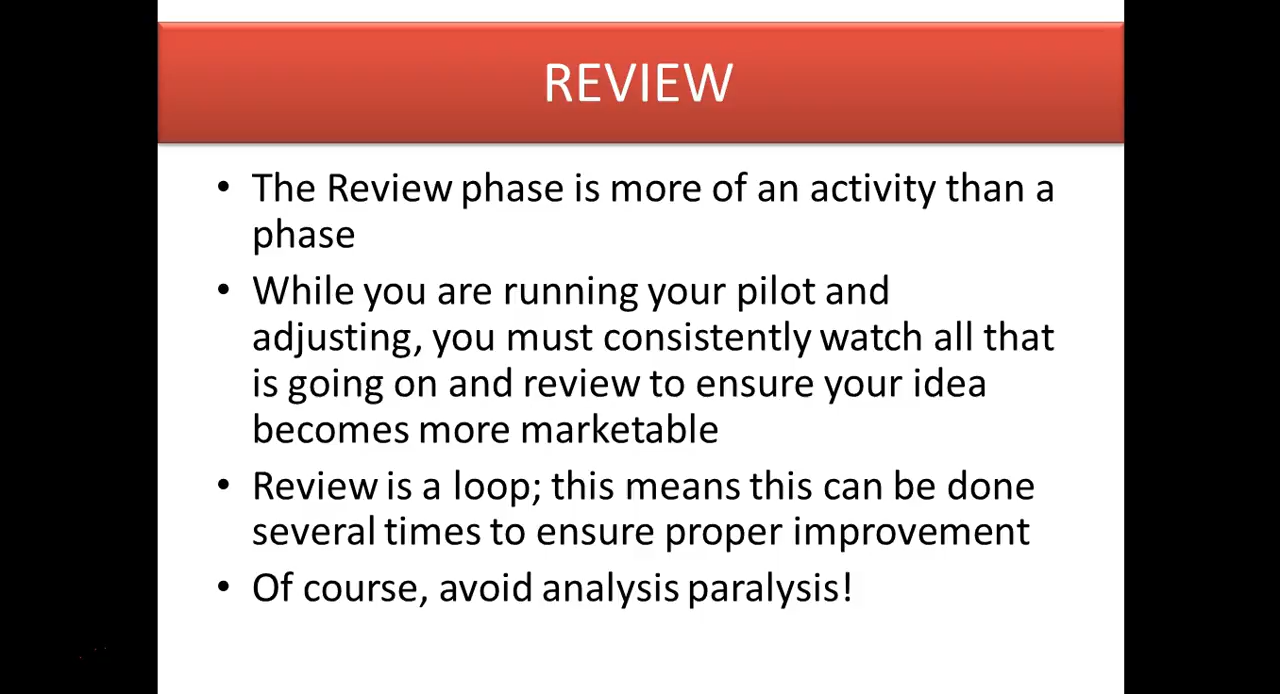 REVIEW
• The Review phase is more of an activity than a
phase
• While you are running your pilot and
adjusting, you must consistently watch all that
is going on and review to ensure your idea
becomes more marketable
• Review is a loop; this means this can be done
several times to ensure proper improvement
• Of course, avoid analysis paralysis!